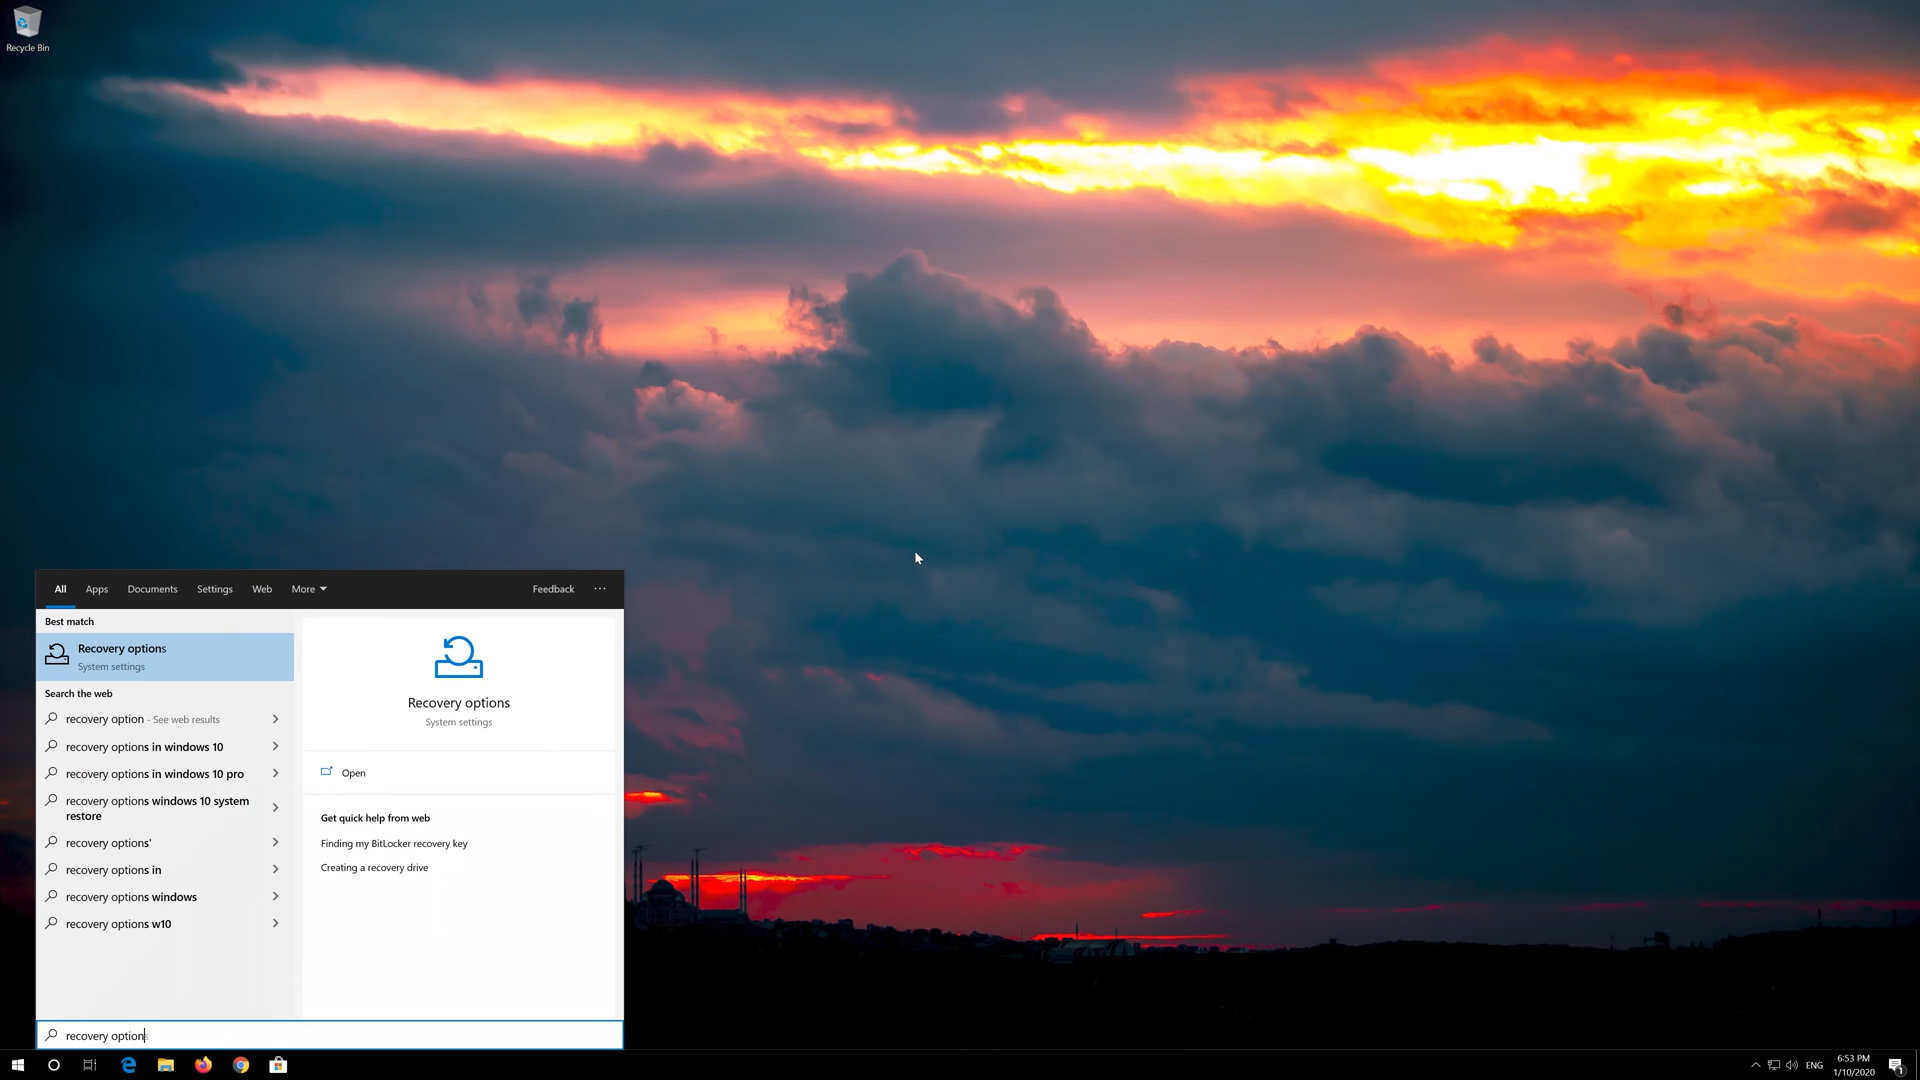 Recycle Bin
All Apps Documents Settings Web More Feedback ...
Best match
Recovery options
System settings
Search the web
recovery option - See web results
recovery options in windows 10
recovery options in windows 10 pro
recovery options windows 10 system
restore
recovery options'
recovery options in
recovery options windows
recovery options w10
Recovery options
System settings
Open
Get quick help from web
Finding my BitLocker recovery key
Creating a recovery drive
recovery options
ENG
6:53 PM
1/10/2020
1